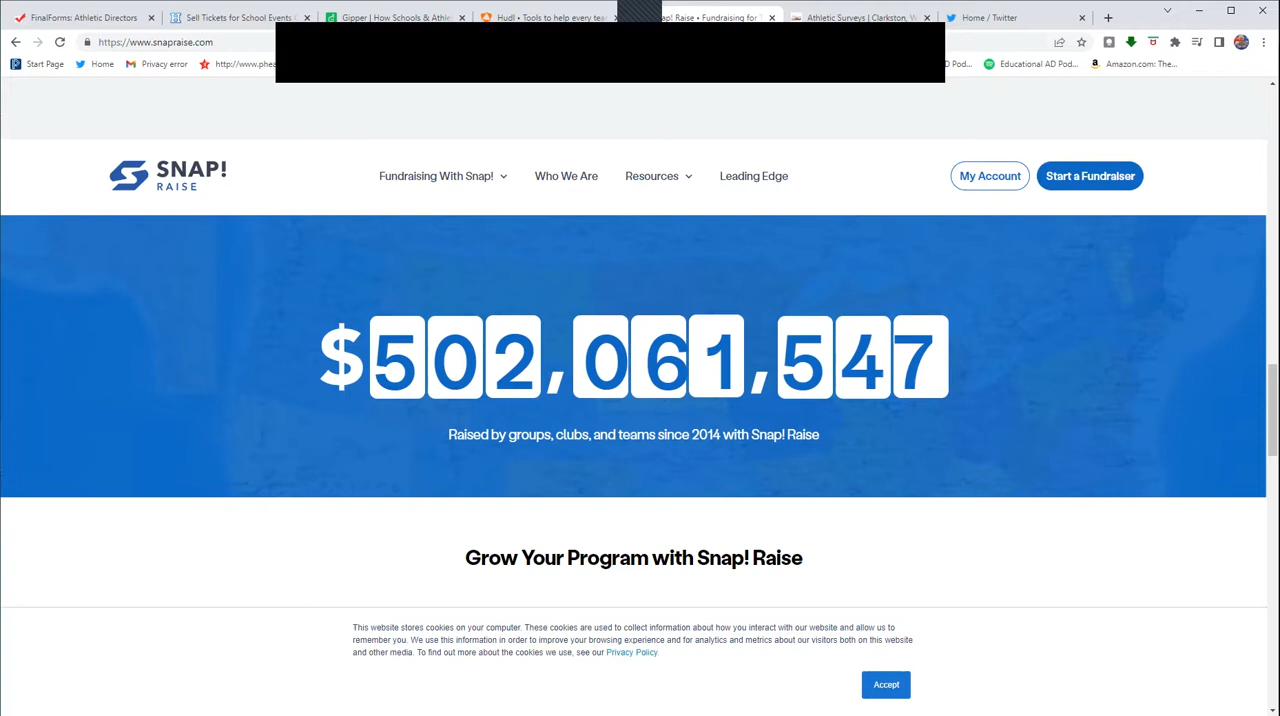 FinalForms: Athletic Directors
Sell Tickets for School Events
Gipper | How Schools & Athle
Hudl • Tools to help every tea
! Raise • Fundraising for
Athletic Surveys | Clarkston, W
Home / Twitter
https://www.snapraise.com
Start Page
Home
Privacy error
http://www.phea
D Pod...
Educational AD Pod...
Amazon.com: The...
SNAP!
RAISE
Fundraising With Snap!
Who We Are
Resources
Leading Edge
My Account
Start a Fundraiser
$502,061,547
Raised by groups, clubs, and teams since 2014 with Snap! Raise
Grow Your Program with Snap! Raise
This website stores cookies on your computer. These cookies are used to collect information about how you interact with our website and allow us to
remember you. We use this information in order to improve your browsing experience and for analytics and metrics about our visitors both on this website
and other media. To find out more about the cookies we use, see our Privacy Policy.
Accept